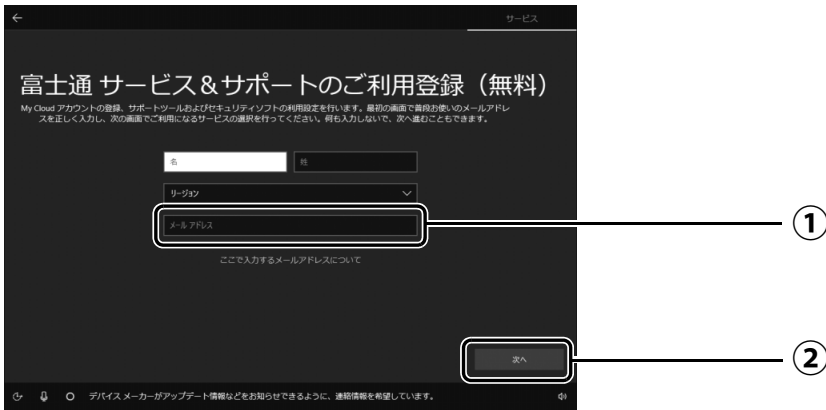 サービス
富士通 サービス&サポートのご利用登録（無料）
My Cloud アカウントの登録、サポートツールおよびセキュリティソフトの利用設定を行います。最初の画面で普段お使いのメールアドレ
スを正しく入力し、次の画面でご利用になるサービスの選択を行ってください。何も入力しないで、次へ進むこともできます。
名
姓
リージョン
メール アドレス
①
ここで入力するメールアドレスについて
次へ
②
デバイス メーカーがアップデート情報などをお知らせできるように、連絡情報を希望しています。